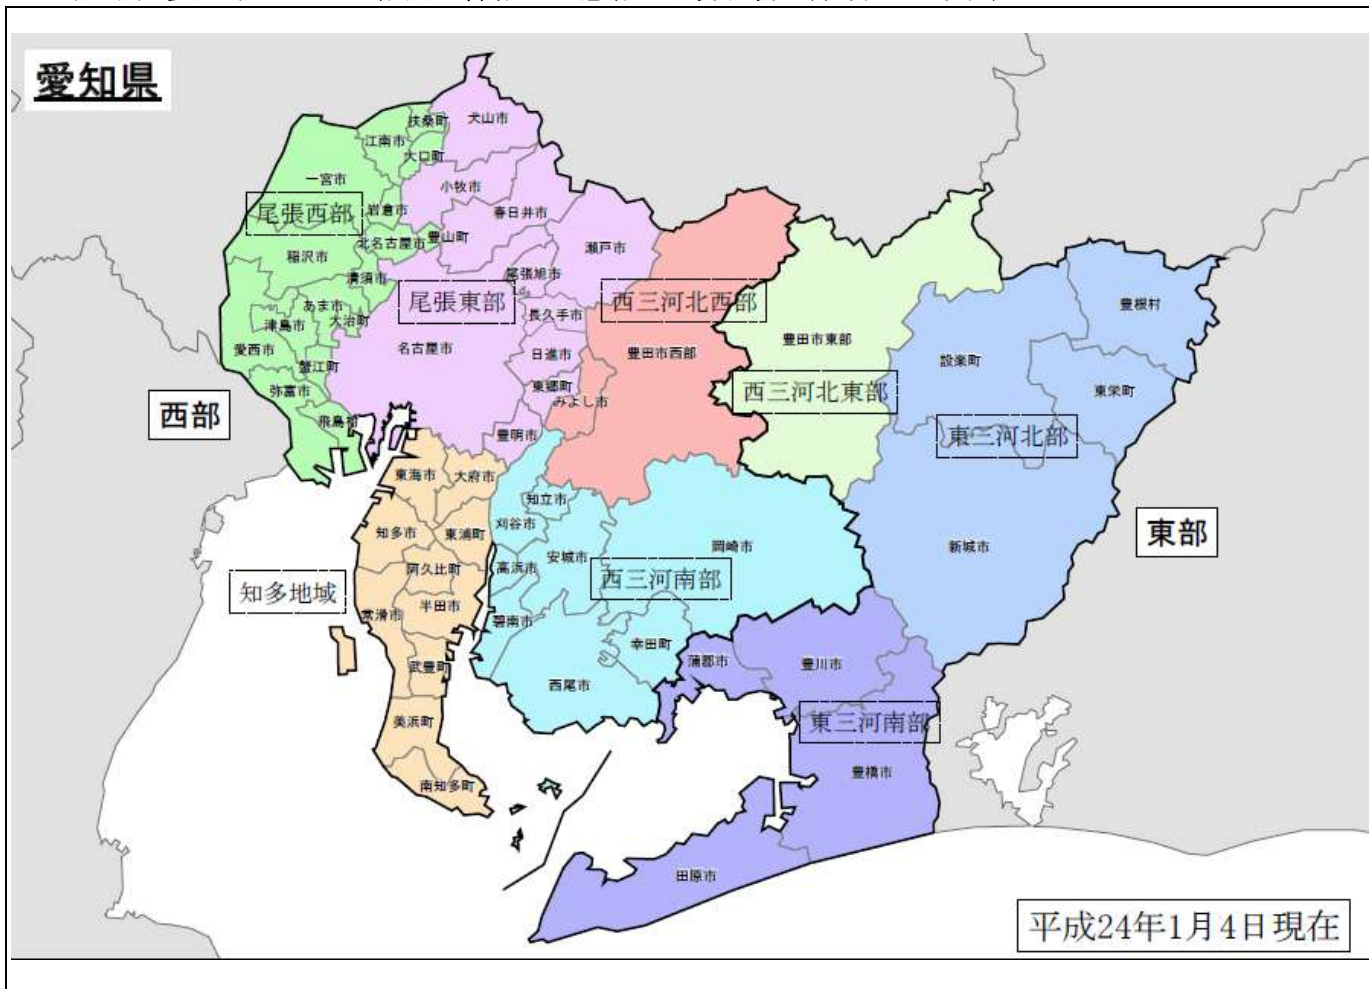 愛知県
犬山市
扶桑町
江南市
大口町
一宮市
小牧市
尾張西部
岩倉市
春日井市
北名古屋市
豊山町
瀬戸市
稲沢市
清須市
尾張旭市
尾張東部
西三河北西部
あま市
津島市
大治町
長久手市
豊根村
愛西市
名古屋市
日進市
豊田市西部
豊田市東部
設楽町
蟹江町
弥富市
東郷町
みよし市
西三河北東部
東栄町
西部
飛島村
豊明市
東三河北部
東海市
大府市
知立市
知多市
東浦町
刈谷市
東部
岡崎市
新城市
安城市
阿久比町
高浜市
西三河南部
知多地域
半田市
常滑市
碧南市
幸田町
武豊町
蒲郡市
豊川市
西尾市
美浜町
東三河南部
南知多町
豊橋市
田原市
平成24年1月4日現在